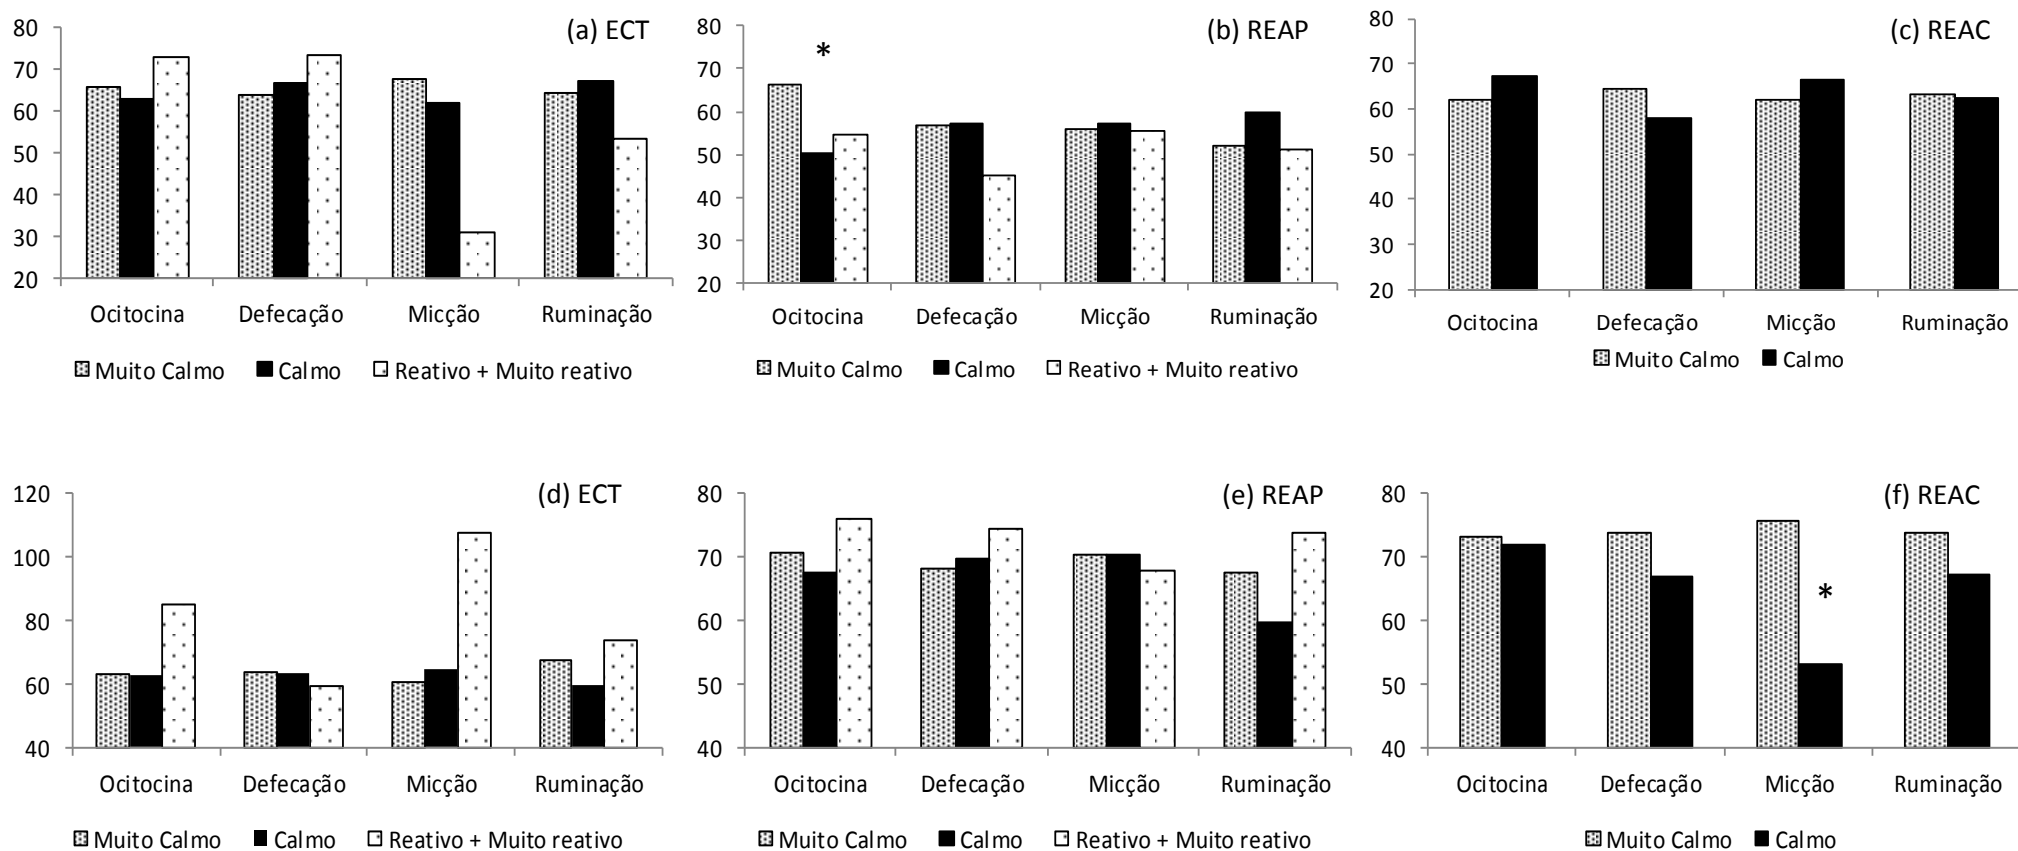 (a) ECT
80
70
60
50
40
30
20
Ocitocina Defecação Micção Ruminação
Muito Calmo Calmo Reativo + Muito reativo
(b) REAP
*
80
70
60
50
40
30
20
Ocitocina Defecação Micção Ruminação
Muito Calmo Calmo Reativo + Muito reativo
(c) REAC
80
70
60
50
40
30
20
Ocitocina Defecação Micção Ruminação
Muito Calmo Calmo
(d) ECT
120
100
80
60
40
Ocitocina Defecação Micção Ruminação
Muito Calmo Calmo Reativo + Muito reativo
(e) REAP
80
70
60
50
40
Ocitocina Defecação Micção Ruminação
Muito Calmo Calmo Reativo + Muito reativo
(f) REAC
80
70
60
50
40
*
Ocitocina Defecação Micção Ruminação
Muito Calmo Calmo